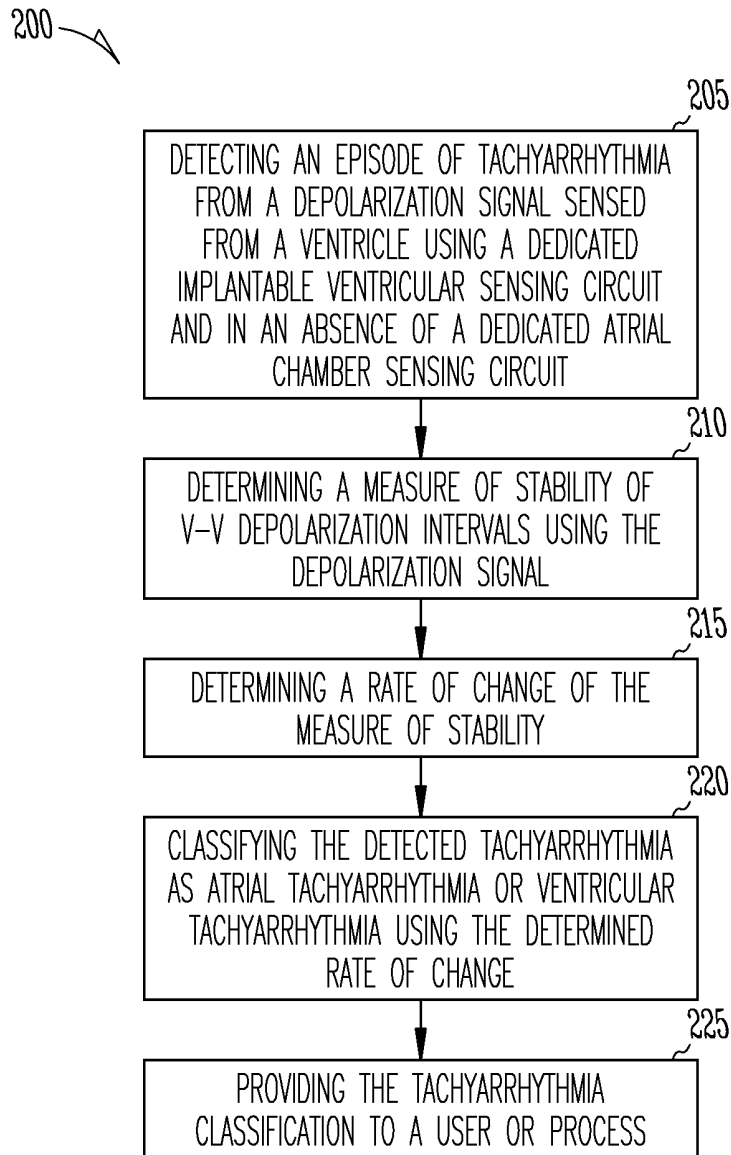 200
205
DETECTING AN EPISODE OF TACHYARRHYTHMIA
FROM A DEPOLARIZATION SIGNAL SENSED
FROM A VENTRICLE USING A DEDICATED
IMPLANTABLE VENTRICULAR SENSING CIRCUIT
AND IN AN ABSENCE OF A DEDICATED ATRIAL
CHAMBER SENSING CIRCUIT
210
DETERMINING A MEASURE OF STABILITY OF
V-V DEPOLARIZATION INTERVALS USING THE
DEPOLARIZATION SIGNAL
215
DETERMINING A RATE OF CHANGE OF THE
MEASURE OF STABILITY
220
CLASSIFYING THE DETECTED TACHYARRHYTHMIA
AS ATRIAL TACHYARRHYTHMIA OR VENTRICULAR
TACHYARRHYTHMIA USING THE DETERMINED
RATE OF CHANGE
225
PROVIDING THE TACHYARRHYTHMIA
CLASSIFICATION TO A USER OR PROCESS